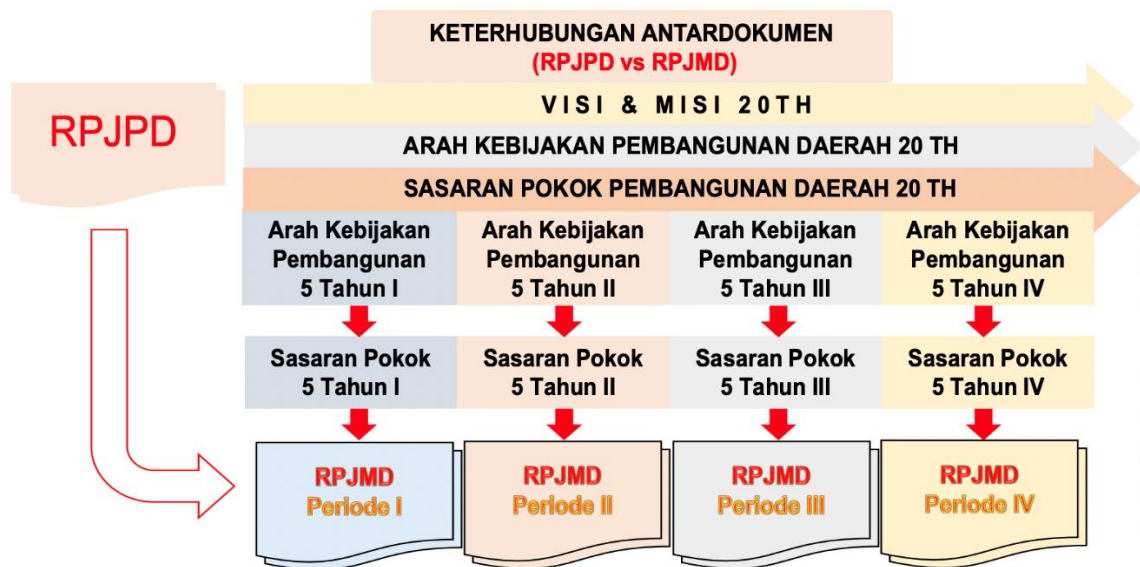 KETERHUBUNGAN ANTARDOKUMEN
(RPJPD vs RPJMD)
RPJPD
VISI & MISI 20TH
ARAH KEBIJAKAN PEMBANGUNAN DAERAH 20 TH
SASARAN POKOK PEMBANGUNAN DAERAH 20 TH
Arah Kebijakan
Pembangunan
5 Tahun I
Arah Kebijakan
Pembangunan
5 Tahun II
Arah Kebijakan
Pembangunan
5 Tahun III
Arah Kebijakan
Pembangunan
5 Tahun IV
Sasaran Pokok
5 Tahun I
Sasaran Pokok
5 Tahun II
Sasaran Pokok
5 Tahun III
Sasaran Pokok
5 Tahun IV
RPJMD
Periode I
RPJMD
Periode II
RPJMD
Periode III
RPJMD
Periode IV